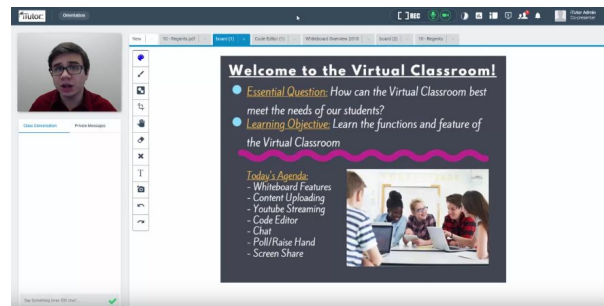 iTutor.
Orientation
REC
iTutor Admin
Co-presenter
New
10 - Regents.pdf
board (1)
Code Editor (1)
Whiteboard Overview 2018
board (2)
10 - Regents
Welcome to the Virtual Classroom!
Essential Question: How can the Virtual Classroom best
meet the needs of our students?
Learning Objective: Learn the functions and feature of
the Virtual Classroom
Today's Agenda:
- Whiteboard Features
- Content Uploading
- Youtube Streaming
- Code Editor
- Chat
- Poll/Raise Hand
- Screen Share
Class Conversation
Private Messages
T